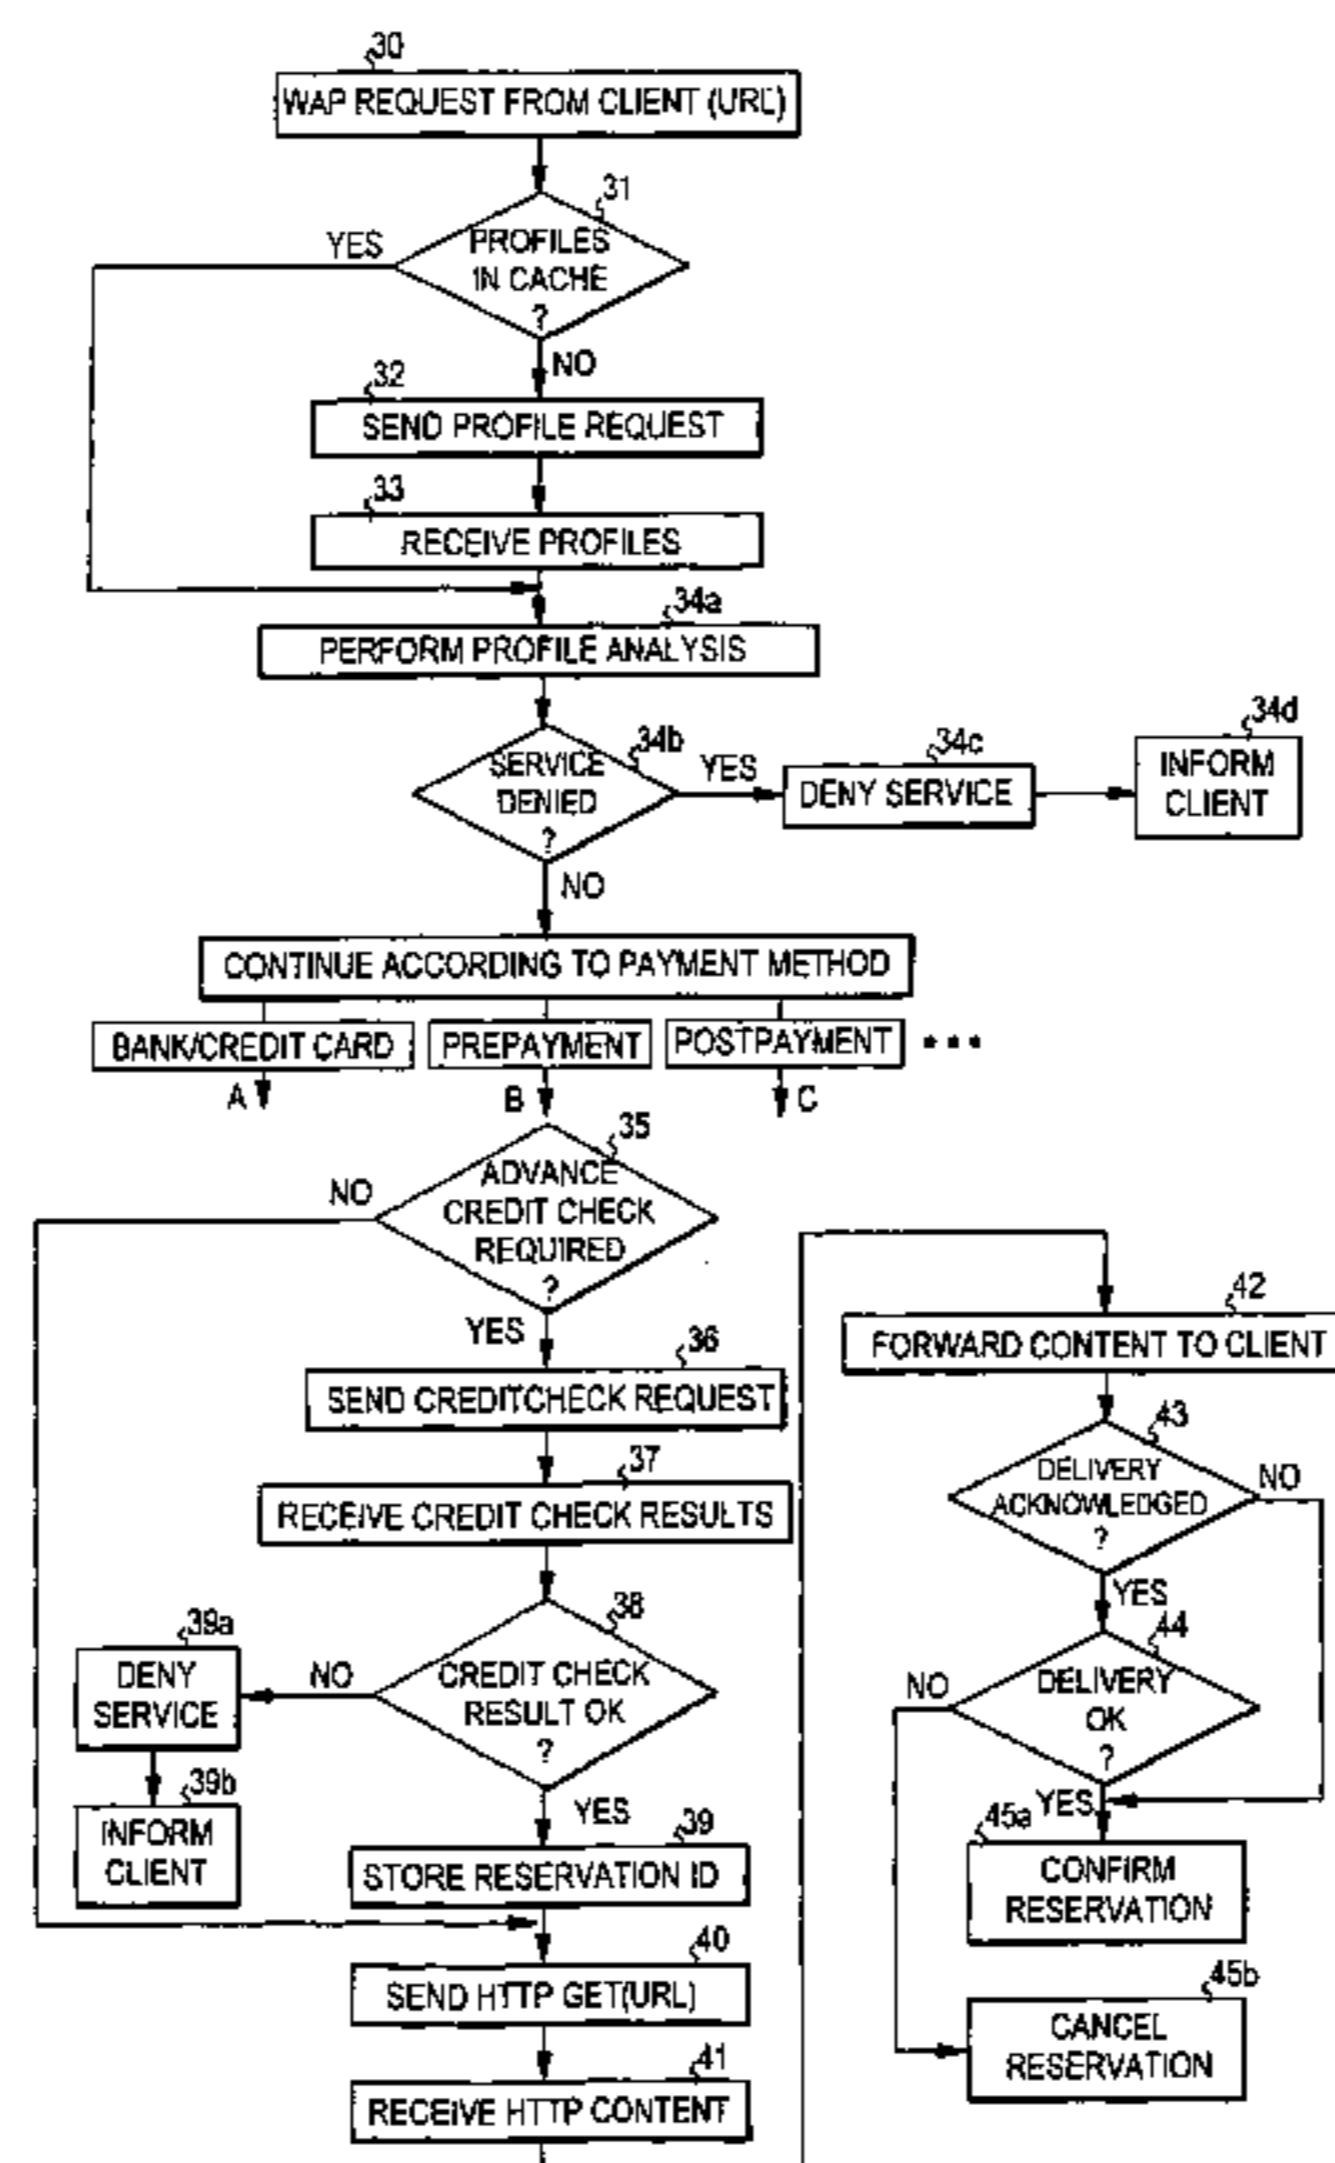 30
WAP REQUEST FROM CLIENT (URL)
31
YES
PROFILES
IN CACHE
?
NO
32
SEND PROFILE REQUEST
33
RECEIVE PROFILES
34a
PERFORM PROFILE ANALYSIS
34b
SERVICE
DENIED
?
YES
34c
DENY SERVICE
34d
INFORM
CLIENT
NO
CONTINUE ACCORDING TO PAYMENT METHOD
BANK/CREDIT CARD
PREPAYMENT
POSTPAYMENT
•••
A
B
C
35
NO
ADVANCE
CREDIT CHECK
REQUIRED
?
YES
36
SEND CREDITCHECK REQUEST
37
RECEIVE CREDIT CHECK RESULTS
38
CREDIT CHECK
RESULT OK
?
NO
39a
DENY
SERVICE
39b
INFORM
CLIENT
YES
39
STORE RESERVATION ID
40
SEND HTTP GET(URL)
41
RECEIVE HTTP CONTENT
42
FORWARD CONTENT TO CLIENT
43
DELIVERY
ACKNOWLEDGED
?
NO
YES
44
DELIVERY
OK
?
NO
YES
45a
CONFIRM
RESERVATION
45b
CANCEL
RESERVATION